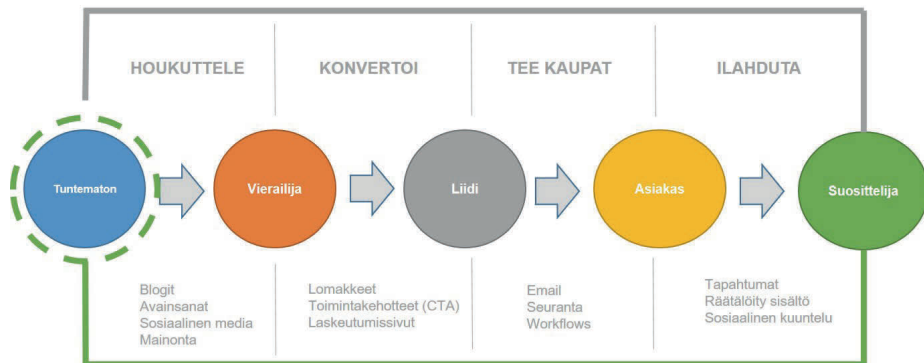 HOUKUTTELE
KONVERTOI
TEE KAUPAT
ILAHDUTA
Tuntematon
Vierailija
Liidi
Asiakas
Suosittelija
Blogit
Avainsanat
Sosiaalinen media
Mainonta
Lomakkeet
Toimintakehotteet (CTA)
Laskeutumissivut
Email
Seuranta
Workflows
Tapahtumat
Räätälöity sisältö
Sosiaalinen kuuntelu